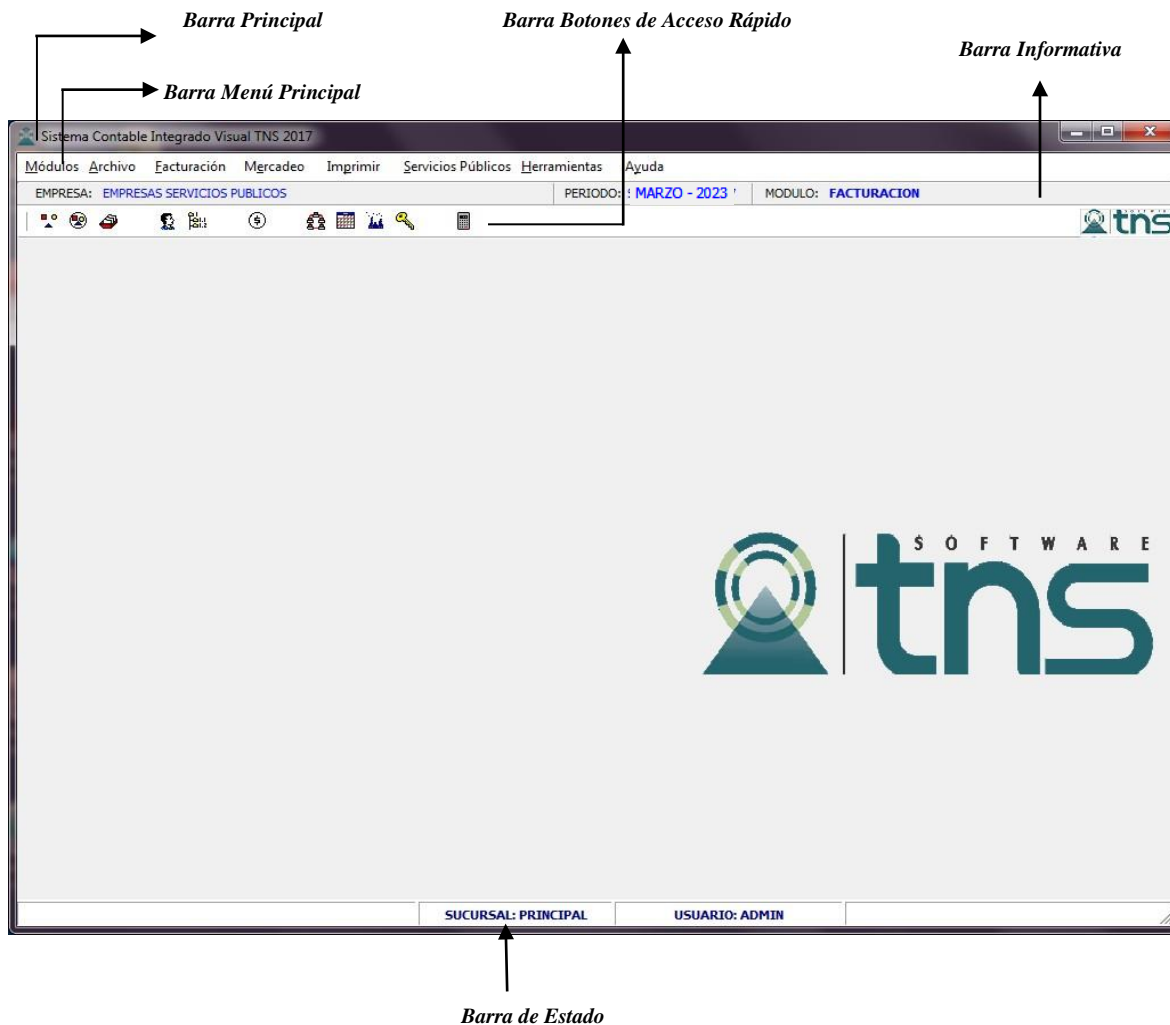 Barra Principal
Barra Botones de Acceso Rápido
Barra Informativa
Barra Menú Principal
Sistema Contable Integrado Visual TNS 2017
Módulos Archivo Facturación Mercadeo Imprimir Servicios Públicos Herramientas Ayuda
EMPRESA: EMPRESAS SERVICIOS PUBLICOS PERIODO: MARZO - 2023 MODULO: FACTURACION
tns
SOFTWARE
tns
SUCURSAL: PRINCIPAL USUARIO: ADMIN
Barra de Estado